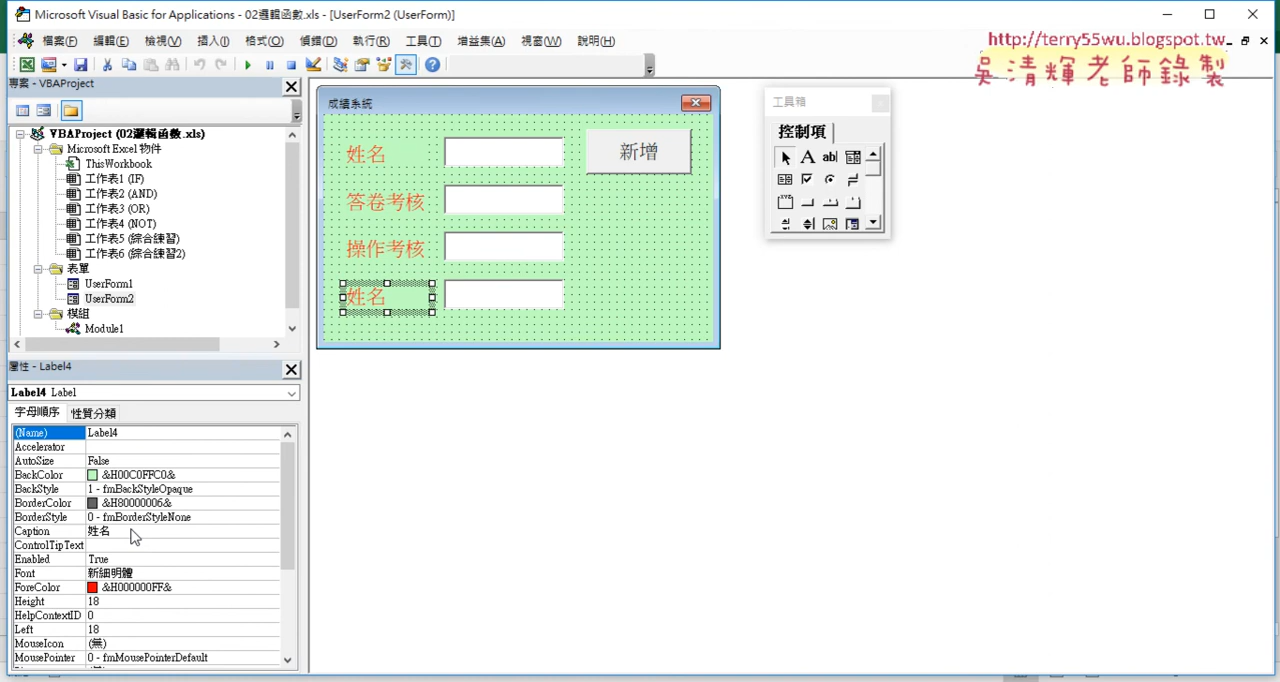 Microsoft Visual Basic for Applications - 02邏輯函數.xls - [UserForm2 (UserForm)]
檔案(F) 編輯(E) 檢視(V) 插入(I) 格式(O) 偵錯(D) 執行(R) 工具(T) 增益集(A) 視窗(W) 說明(H)
http://terry55wu.blogspot.tw
吳清輝老師錄製
專案 - VBAProject
VBAProject (02邏輯函數.xls)
Microsoft Excel 物件
ThisWorkbook
工作表1 (IF)
工作表2 (AND)
工作表3 (OR)
工作表4 (NOT)
工作表5 (綜合練習)
工作表6 (綜合練習2)
表單
UserForm1
UserForm2
模組
Module1
屬性 - Label4
Label4 Label
字母順序 性質分類
(Name) Label4
Accelerator
AutoSize False
BackColor &H00C0FFC0&
BackStyle 1 - fmBackStyleOpaque
BorderColor &H80000006&
BorderStyle 0 - fmBorderStyleNone
Caption 姓名
ControlTipText
Enabled True
Font 新細明體
ForeColor &H000000FF&
Height 18
HelpContextID 0
Left 18
MouseIcon (無)
MousePointer 0 - fmMousePointerDefault
成績系統
姓名
新增
答卷考核
操作考核
姓名
工具箱
控制項
A ab|
XYZ